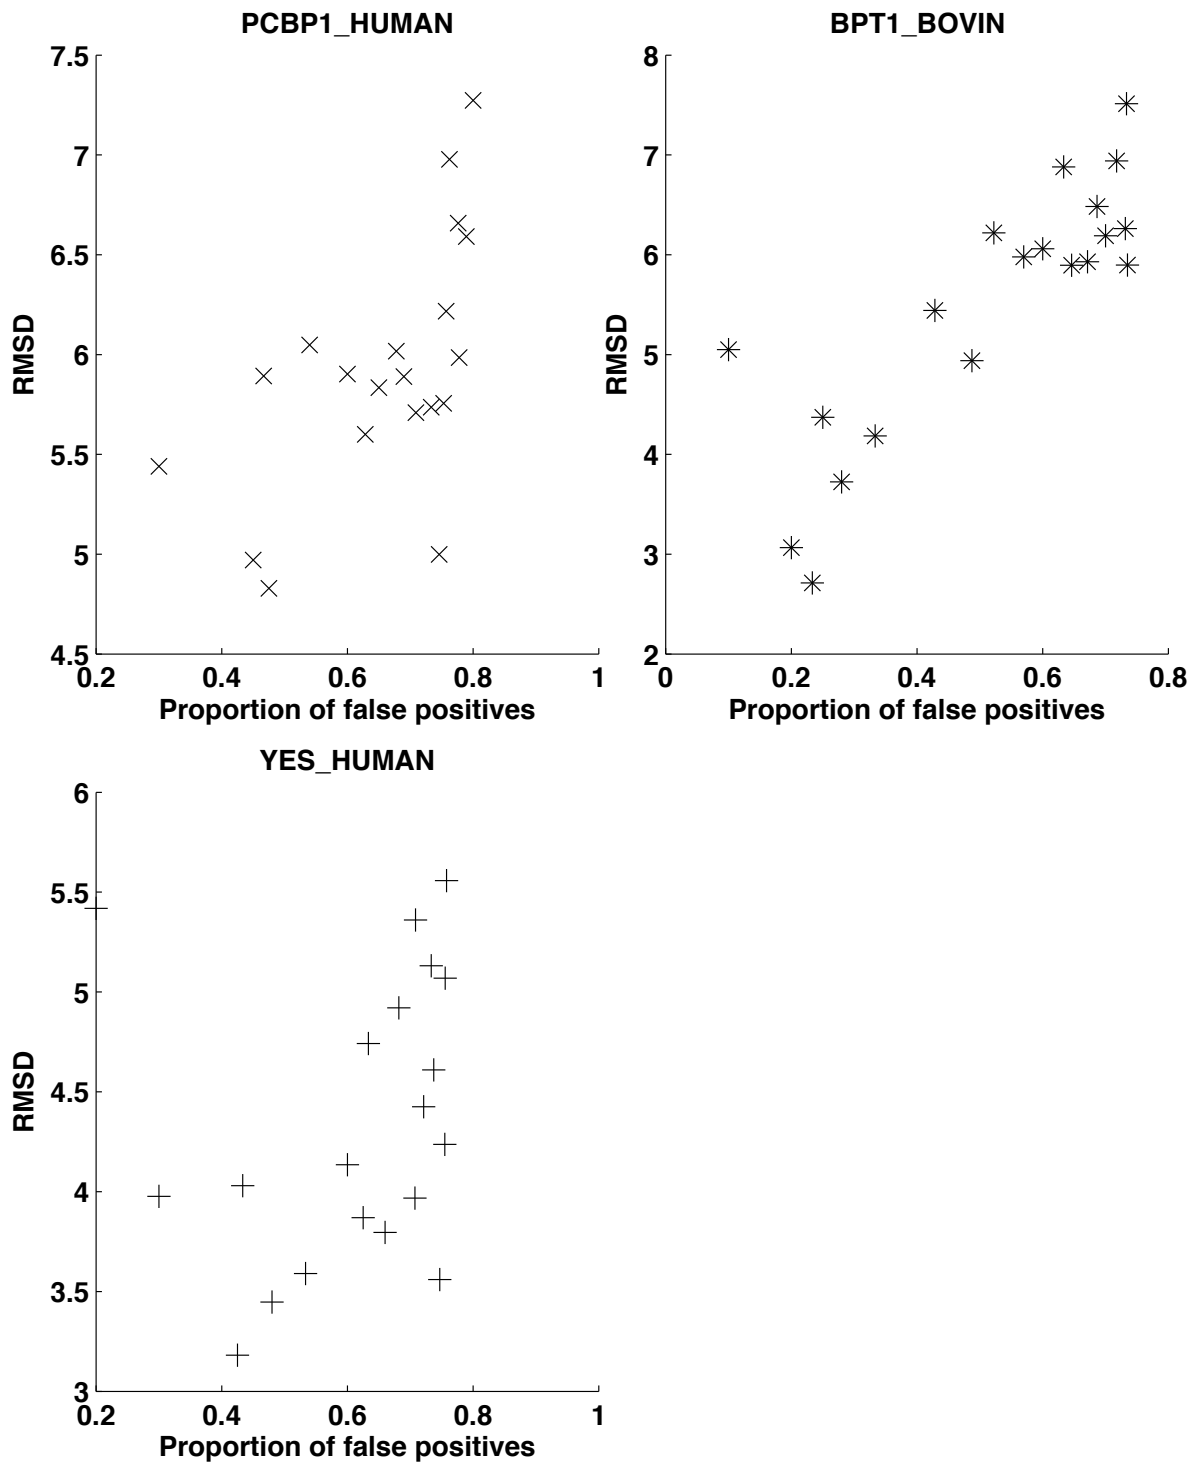 PCBP1_HUMAN
7.5
7
6.5
6
5.5
5
4.5
RMSD
0.2 0.4 0.6 0.8 1
Proportion of false positives
BPT1_BOVIN
8
7
6
5
4
3
2
RMSD
0 0.2 0.4 0.6 0.8
Proportion of false positives
YES_HUMAN
6
5.5
5
4.5
4
3.5
3
RMSD
0.2 0.4 0.6 0.8 1
Proportion of false positives